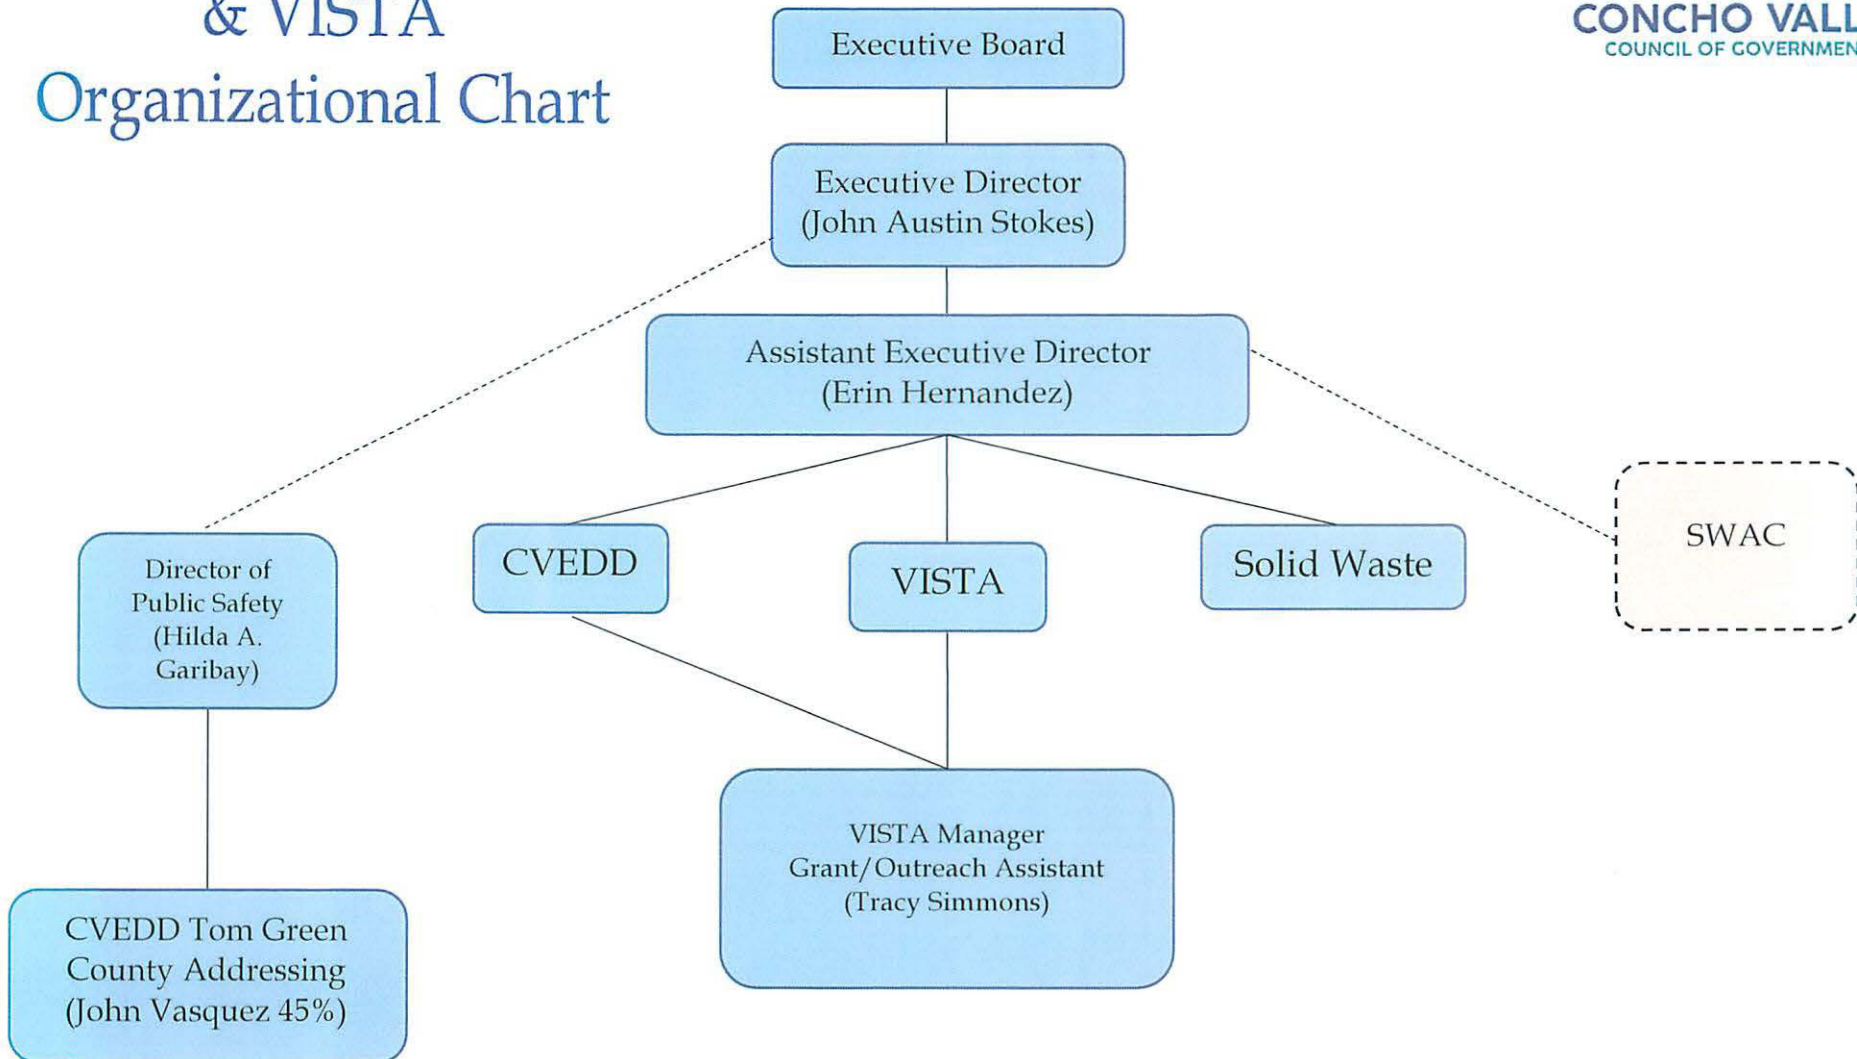 & VISTA
Organizational Chart
CONCHO VALL
COUNCIL OF GOVERNMEN
Executive Board
Executive Director
(John Austin Stokes)
Assistant Executive Director
(Erin Hernandez)
Director of
Public Safety
(Hilda A.
Garibay)
CVEDD
VISTA
Solid Waste
SWAC
VISTA Manager
Grant/Outreach Assistant
(Tracy Simmons)
CVEDD Tom Green
County Addressing
(John Vasquez 45%)